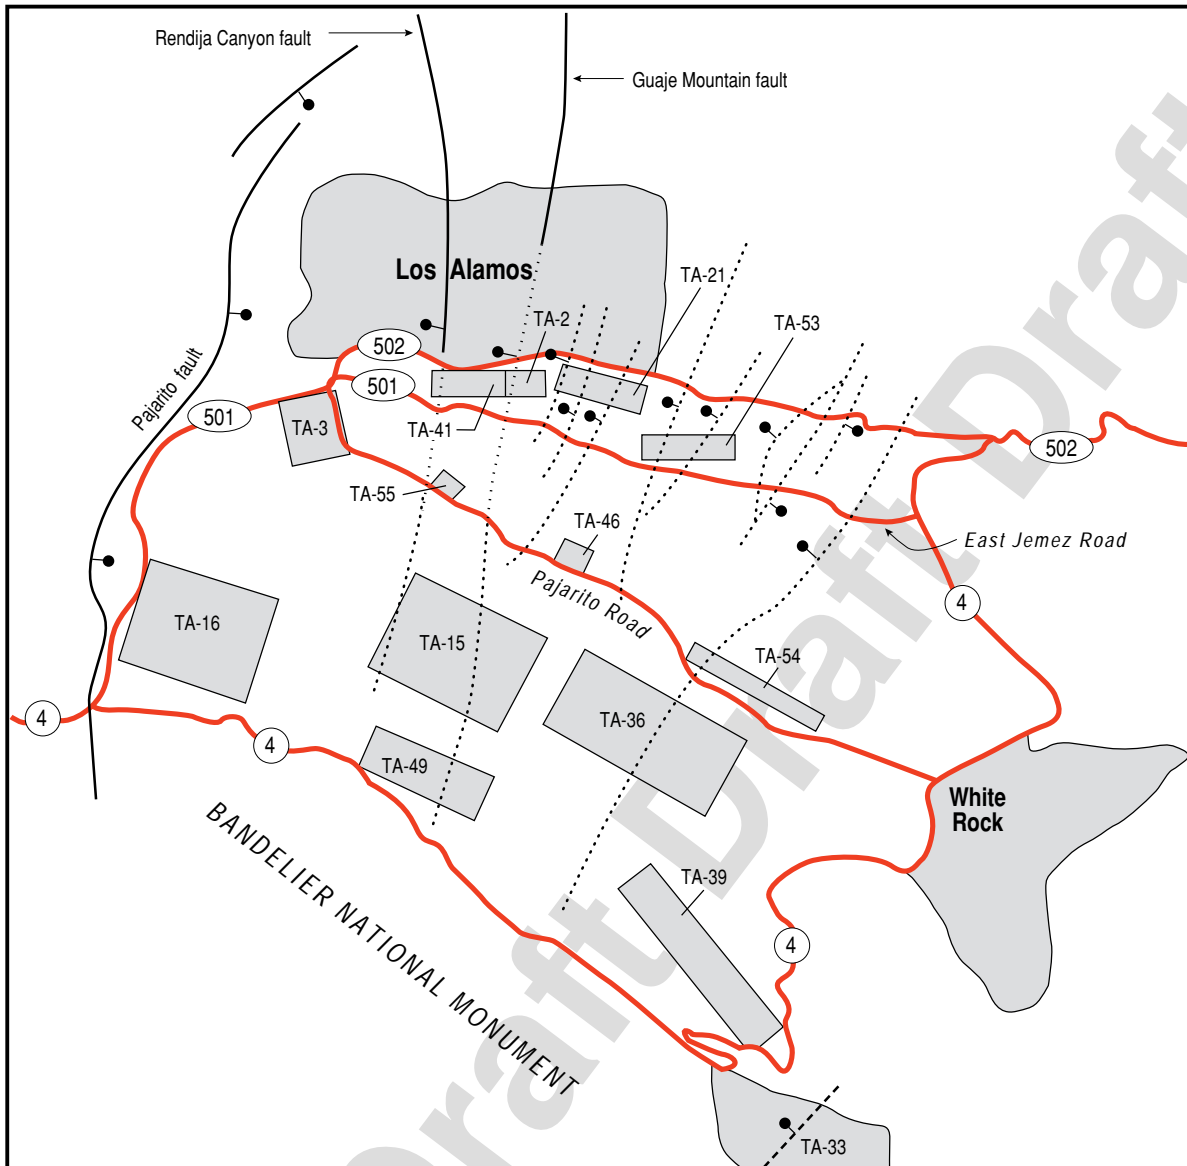 Rendija Canyon fault
Guaje Mountain fault
Los Alamos
TA-21
TA-2
TA-53
502
501
Pajarito fault
501
TA-3
TA-41
502
TA-55
TA-46
East Jemez Road
Pajarito Road
4
TA-16
TA-15
TA-54
TA-36
4
4
TA-49
White
Rock
BANDELIER NATIONAL MONUMENT
TA-39
4
TA-33
Draft Draft Draft